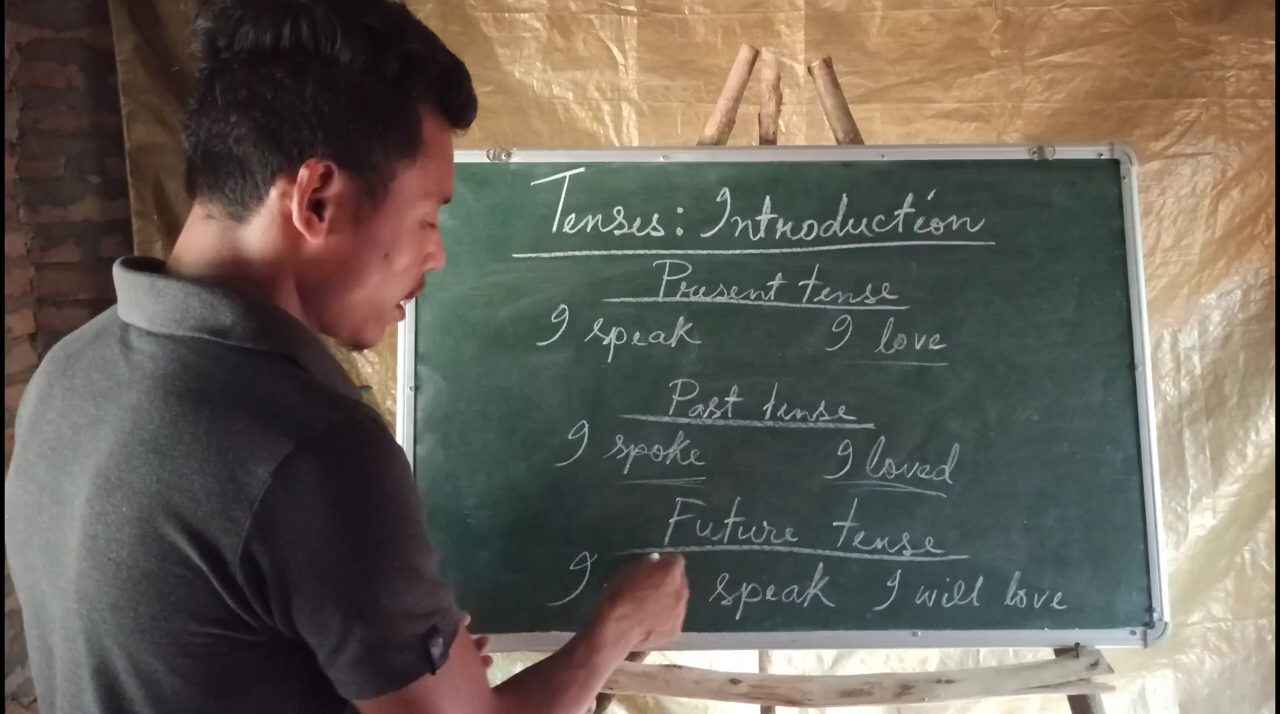 Tenses: Introduction
Present tense
I speak I love
Past tense
I spoke I loved
Future tense
I speak I will love